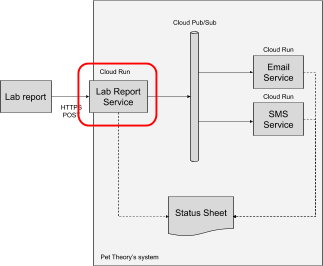 Cloud Pub/Sub
Cloud Run
Email
Service
Cloud Run
Lab report
HTTPS
POST
Lab Report
Service
Cloud Run
SMS
Service
Status Sheet
Pet Theory's system